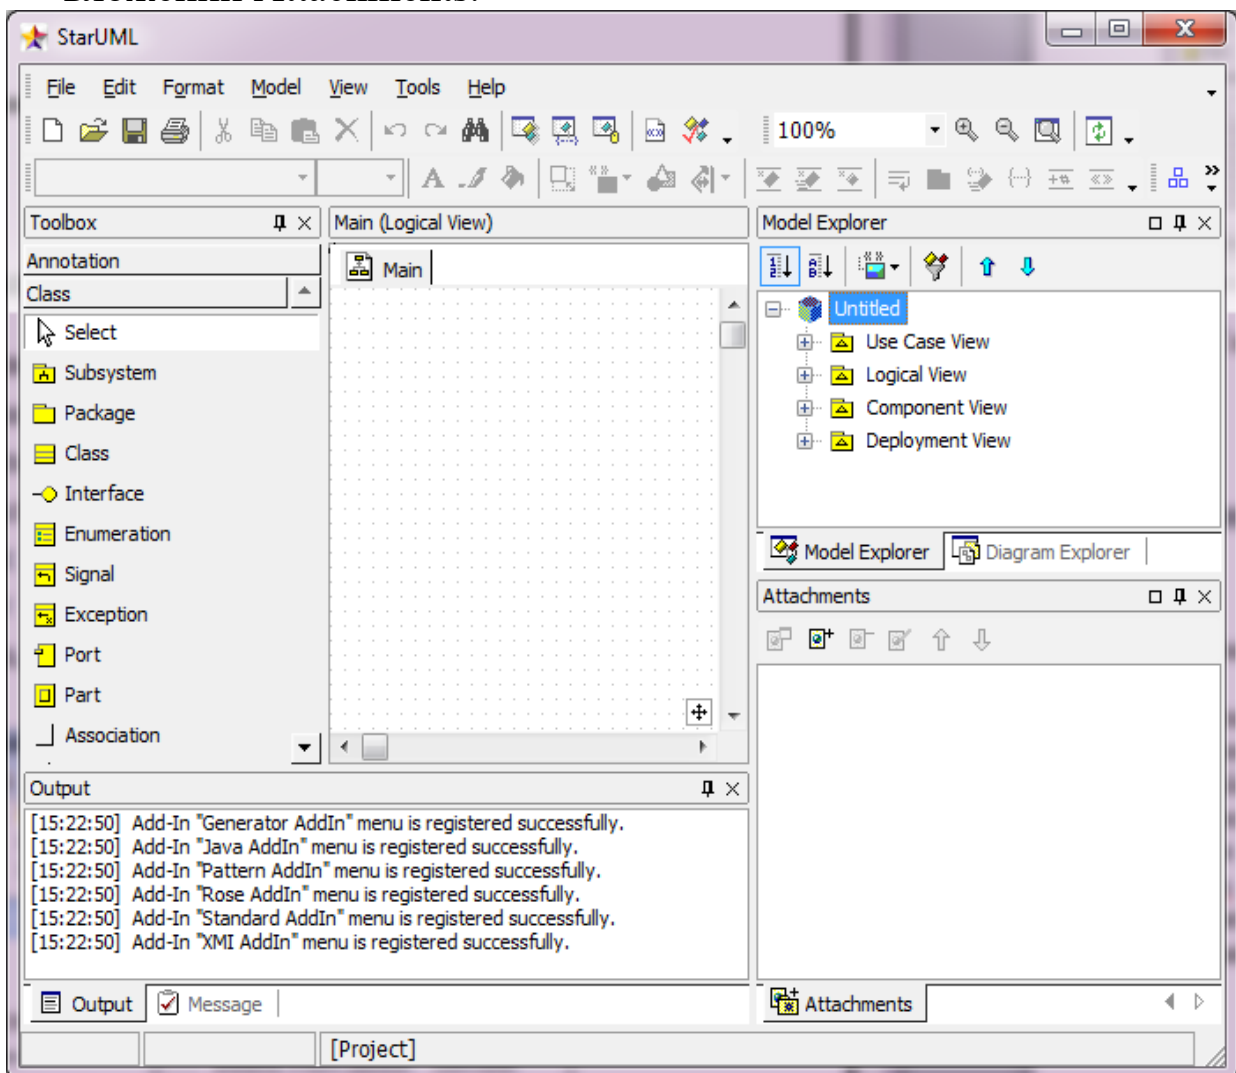 StarUML
File Edit Format Model View Tools Help
100%
Toolbox
Main (Logical View)
Model Explorer
Annotation
Class
Select
Subsystem
Package
Class
Interface
Enumeration
Signal
Exception
Port
Part
Association
Main
Untitled
Use Case View
Logical View
Component View
Deployment View
Model Explorer Diagram Explorer
Attachments
Output
[15:22:50] Add-In "Generator AddIn" menu is registered successfully.
[15:22:50] Add-In "Java AddIn" menu is registered successfully.
[15:22:50] Add-In "Pattern AddIn" menu is registered successfully.
[15:22:50] Add-In "Rose AddIn" menu is registered successfully.
[15:22:50] Add-In "Standard AddIn" menu is registered successfully.
[15:22:50] Add-In "XMI AddIn" menu is registered successfully.
Output Message
Attachments
[Project]